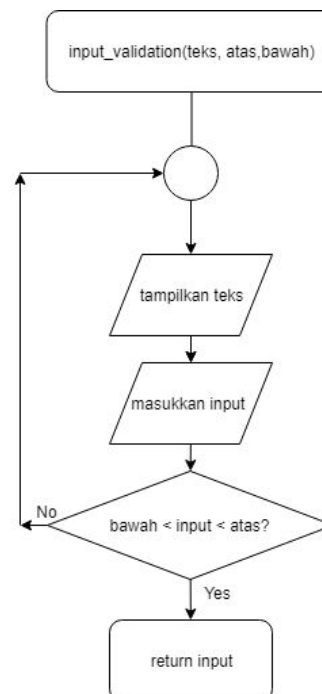 input_validation(teks, atas,bawah)
tampilkan teks
masukkan input
bawah < input < atas?
No
Yes
return input